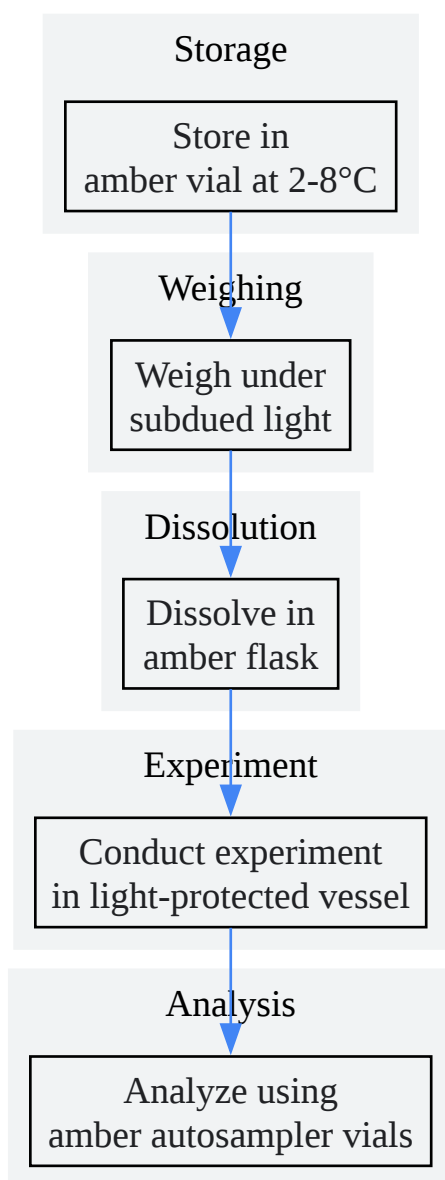 Storage
Store in
amber vial at 2-8°C
Weighing
Weigh under
subdued light
Dissolution
Dissolve in
amber flask
Experiment
Conduct experiment
in light-protected vessel
Analysis
Analyze using
amber autosampler vials